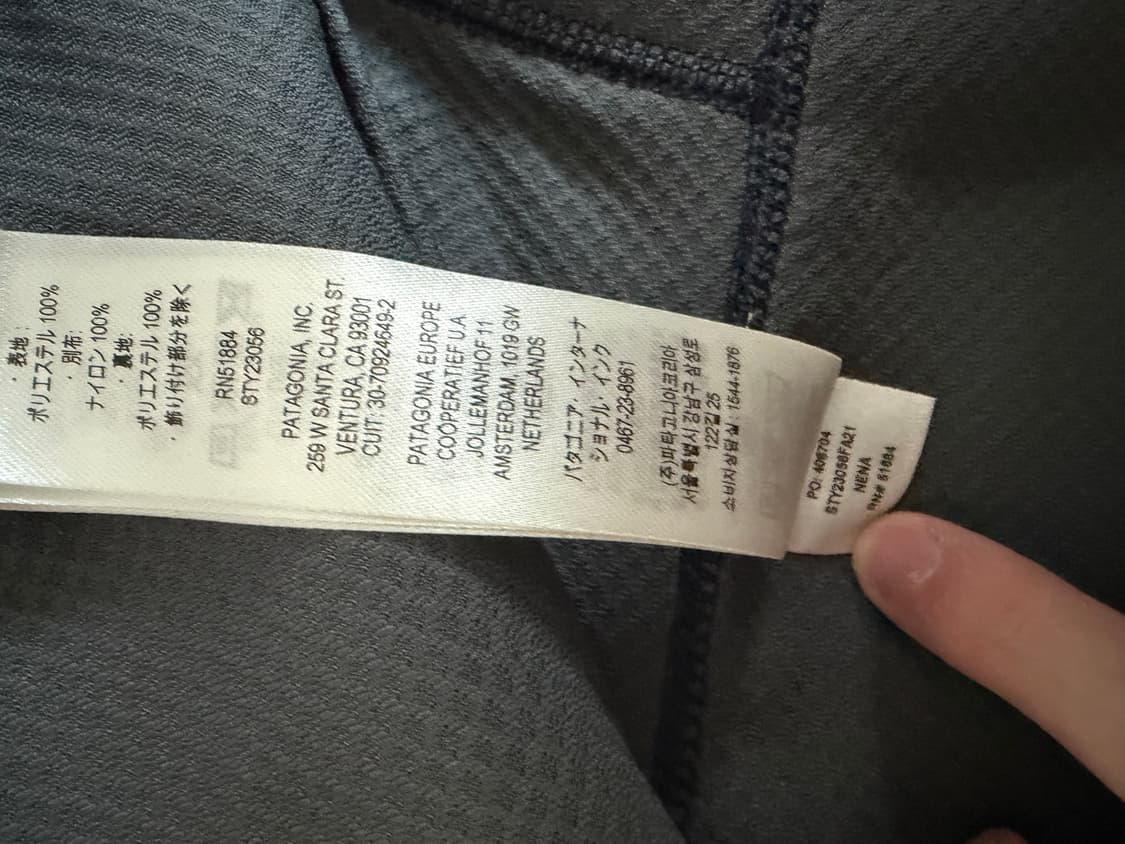 ・表地:
ポリエステル 100%
・別布:
ナイロン 100%
・裏地:
ポリエステル 100%
・飾り付け部分を除く
RN51884
STY23056
PATAGONIA, INC.
259 W SANTA CLARA ST.
VENTURA, CA 93001
CUIT 30-70924649-2
PATAGONIA EUROPE
COÖPERATIEF U.A.
JOLLEMANHOF 11
AMSTERDAM, 1019 GW
NETHERLANDS
パタゴニア・インターナ
ショナル・インク
0467-23-8961
(주)파타고니아코리아
서울특별시 강남구 삼성로
122길 25
소비자상담실 : 1544-1876
PO: 406704
STY23056FA21
NENA
RN# 51884